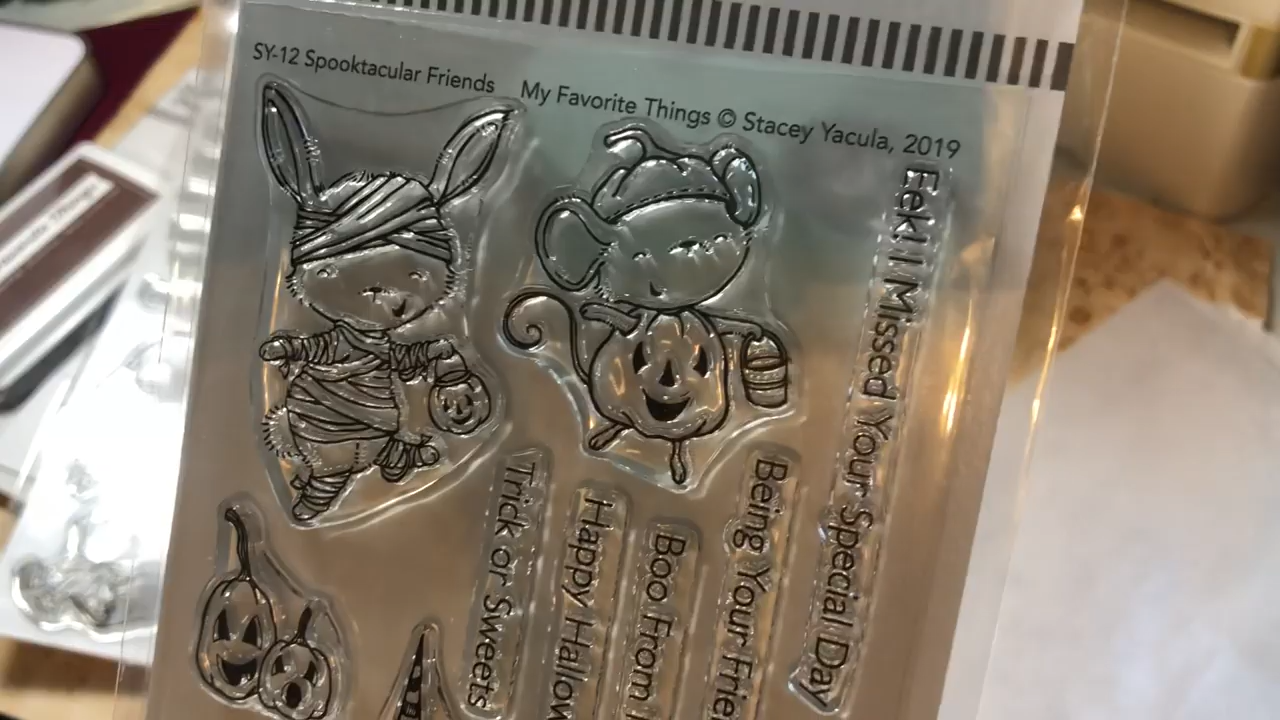 SY-12 Spooktacular Friends My Favorite Things © Stacey Yacula, 2019
Eek! I Missed Your Special Day
Being Your
Boo From
Happy
Trick or Sweets